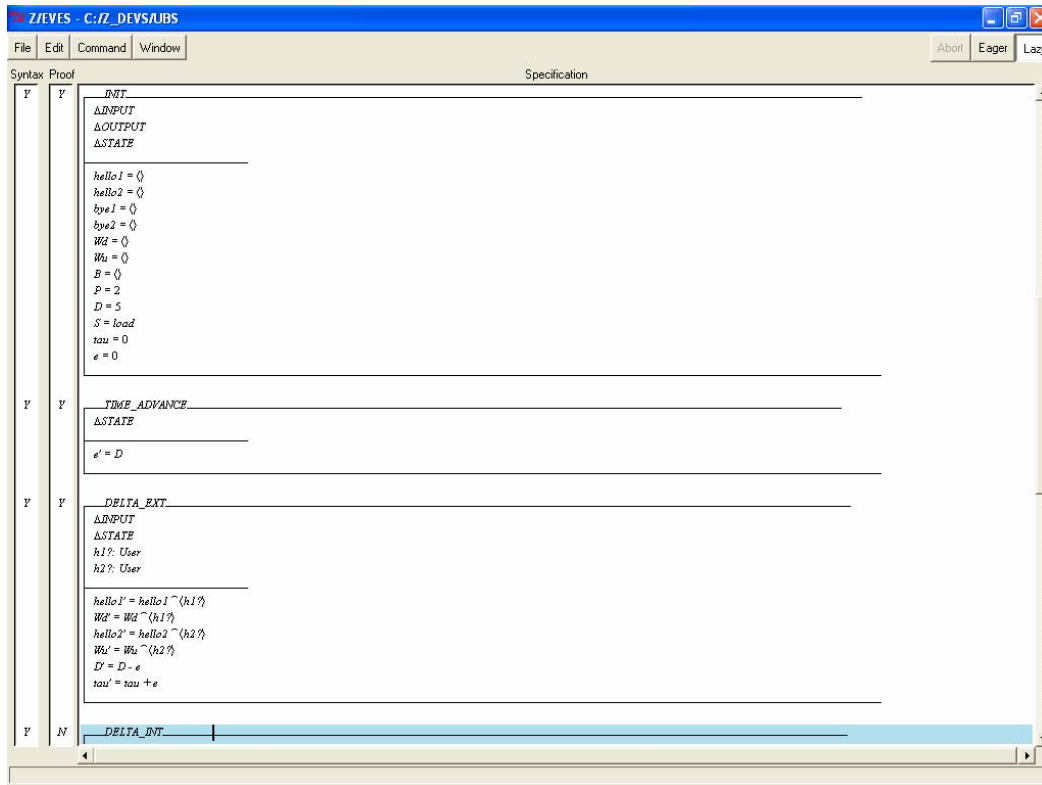 Z/EVES - C:/Z_DEVS/UBS
File Edit Command Window Abort Eager Lazy
Syntax Proof Specification
Y Y INIT
ΔINPUT
ΔOUTPUT
ΔSTATE
hello1 = ⟨⟩
hello2 = ⟨⟩
bye1 = ⟨⟩
bye2 = ⟨⟩
Wd = ⟨⟩
Wu = ⟨⟩
B = ⟨⟩
P = 2
D = 5
S = load
tau = 0
e = 0
Y Y TIME_ADVANCE
ΔSTATE
e' = D
Y Y DELTA_EXT
ΔINPUT
ΔSTATE
h1?: User
h2?: User
hello1' = hello1 ⌢ ⟨h1?⟩
Wd' = Wd ⌢ ⟨h1?⟩
hello2' = hello2 ⌢ ⟨h2?⟩
Wu' = Wu ⌢ ⟨h2?⟩
D' = D - e
tau' = tau + e
Y N DELTA_INT